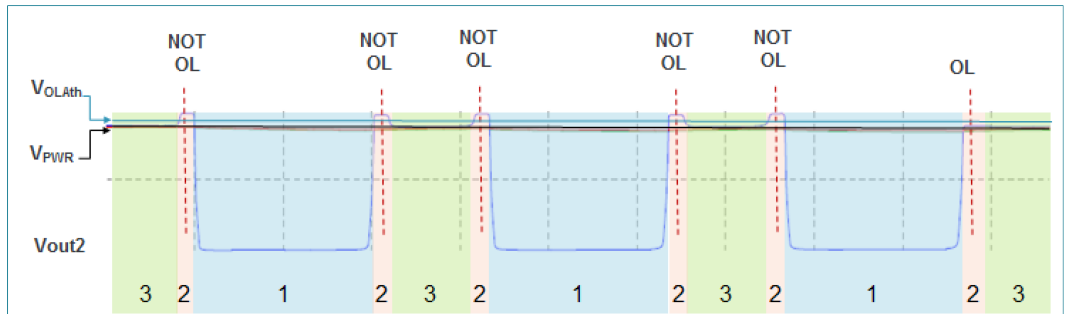 NOT
OL
NOT
OL
NOT
OL
NOT
OL
NOT
OL
OL
VOLAth
VPWR
Vout2
3 2 1 2 3 2 1 2 3 2 1 2 3